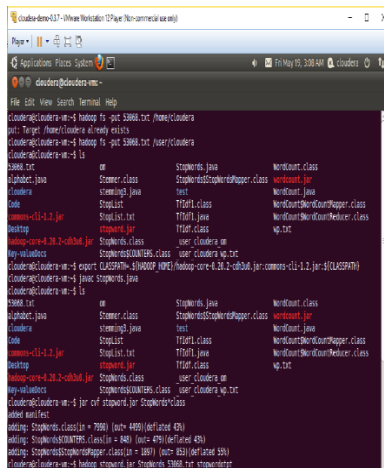 cloudera-demo-0.3.7 - VMware Workstation 12 Player (Non-commercial use only)
Player
Applications Places System Fri May 19, 3:08 AM cloudera
cloudera@cloudera-vm: ~
File Edit View Search Terminal Help
cloudera@cloudera-vm:~$ hadoop fs -put 53068.txt /home/cloudera
put: Target /home/cloudera already exists
cloudera@cloudera-vm:~$ hadoop fs -put 53068.txt /user/cloudera
cloudera@cloudera-vm:~$ ls
53068.txt om StopWords.java WordCount.class
alphabet.java Stemmer.class StopWords$StopWordsMapper.class wordcount.jar
cloudera stemming3.java test WordCount.java
Code StopList TfIdf1.class WordCount$WordCountMapper.class
commons-cli-1.2.jar StopList.txt TfIdf1.java WordCount$WordCountReducer.class
Desktop stopword.jar TfIdf.class wp.txt
hadoop-core-0.20.2-cdh3u0.jar StopWords.class _user_cloudera_om
Key-valueDocs StopWords$COUNTERS.class _user_cloudera_wp.txt
cloudera@cloudera-vm:~$ export CLASSPATH=.:${HADOOP_HOME}/hadoop-core-0.20.2-cdh3u0.jar:commons-cli-1.2.jar:${CLASSPATH}
cloudera@cloudera-vm:~$ javac StopWords.java
cloudera@cloudera-vm:~$ ls
53068.txt om StopWords.java WordCount.class
alphabet.java Stemmer.class StopWords$StopWordsMapper.class wordcount.jar
cloudera stemming3.java test WordCount.java
Code StopList TfIdf1.class WordCount$WordCountMapper.class
commons-cli-1.2.jar StopList.txt TfIdf1.java WordCount$WordCountReducer.class
Desktop stopword.jar TfIdf.class wp.txt
hadoop-core-0.20.2-cdh3u0.jar StopWords.class _user_cloudera_om
Key-valueDocs StopWords$COUNTERS.class _user_cloudera_wp.txt
cloudera@cloudera-vm:~$ jar cvf stopword.jar StopWords*class
added manifest
adding: StopWords.class(in = 7990) (out= 4499)(deflated 43%)
adding: StopWords$COUNTERS.class(in = 848) (out= 479)(deflated 43%)
adding: StopWords$StopWordsMapper.class(in = 1897) (out= 853)(deflated 55%)
cloudera@cloudera-vm:~$ hadoop stopword.jar StopWords 53068.txt stopwordstpt